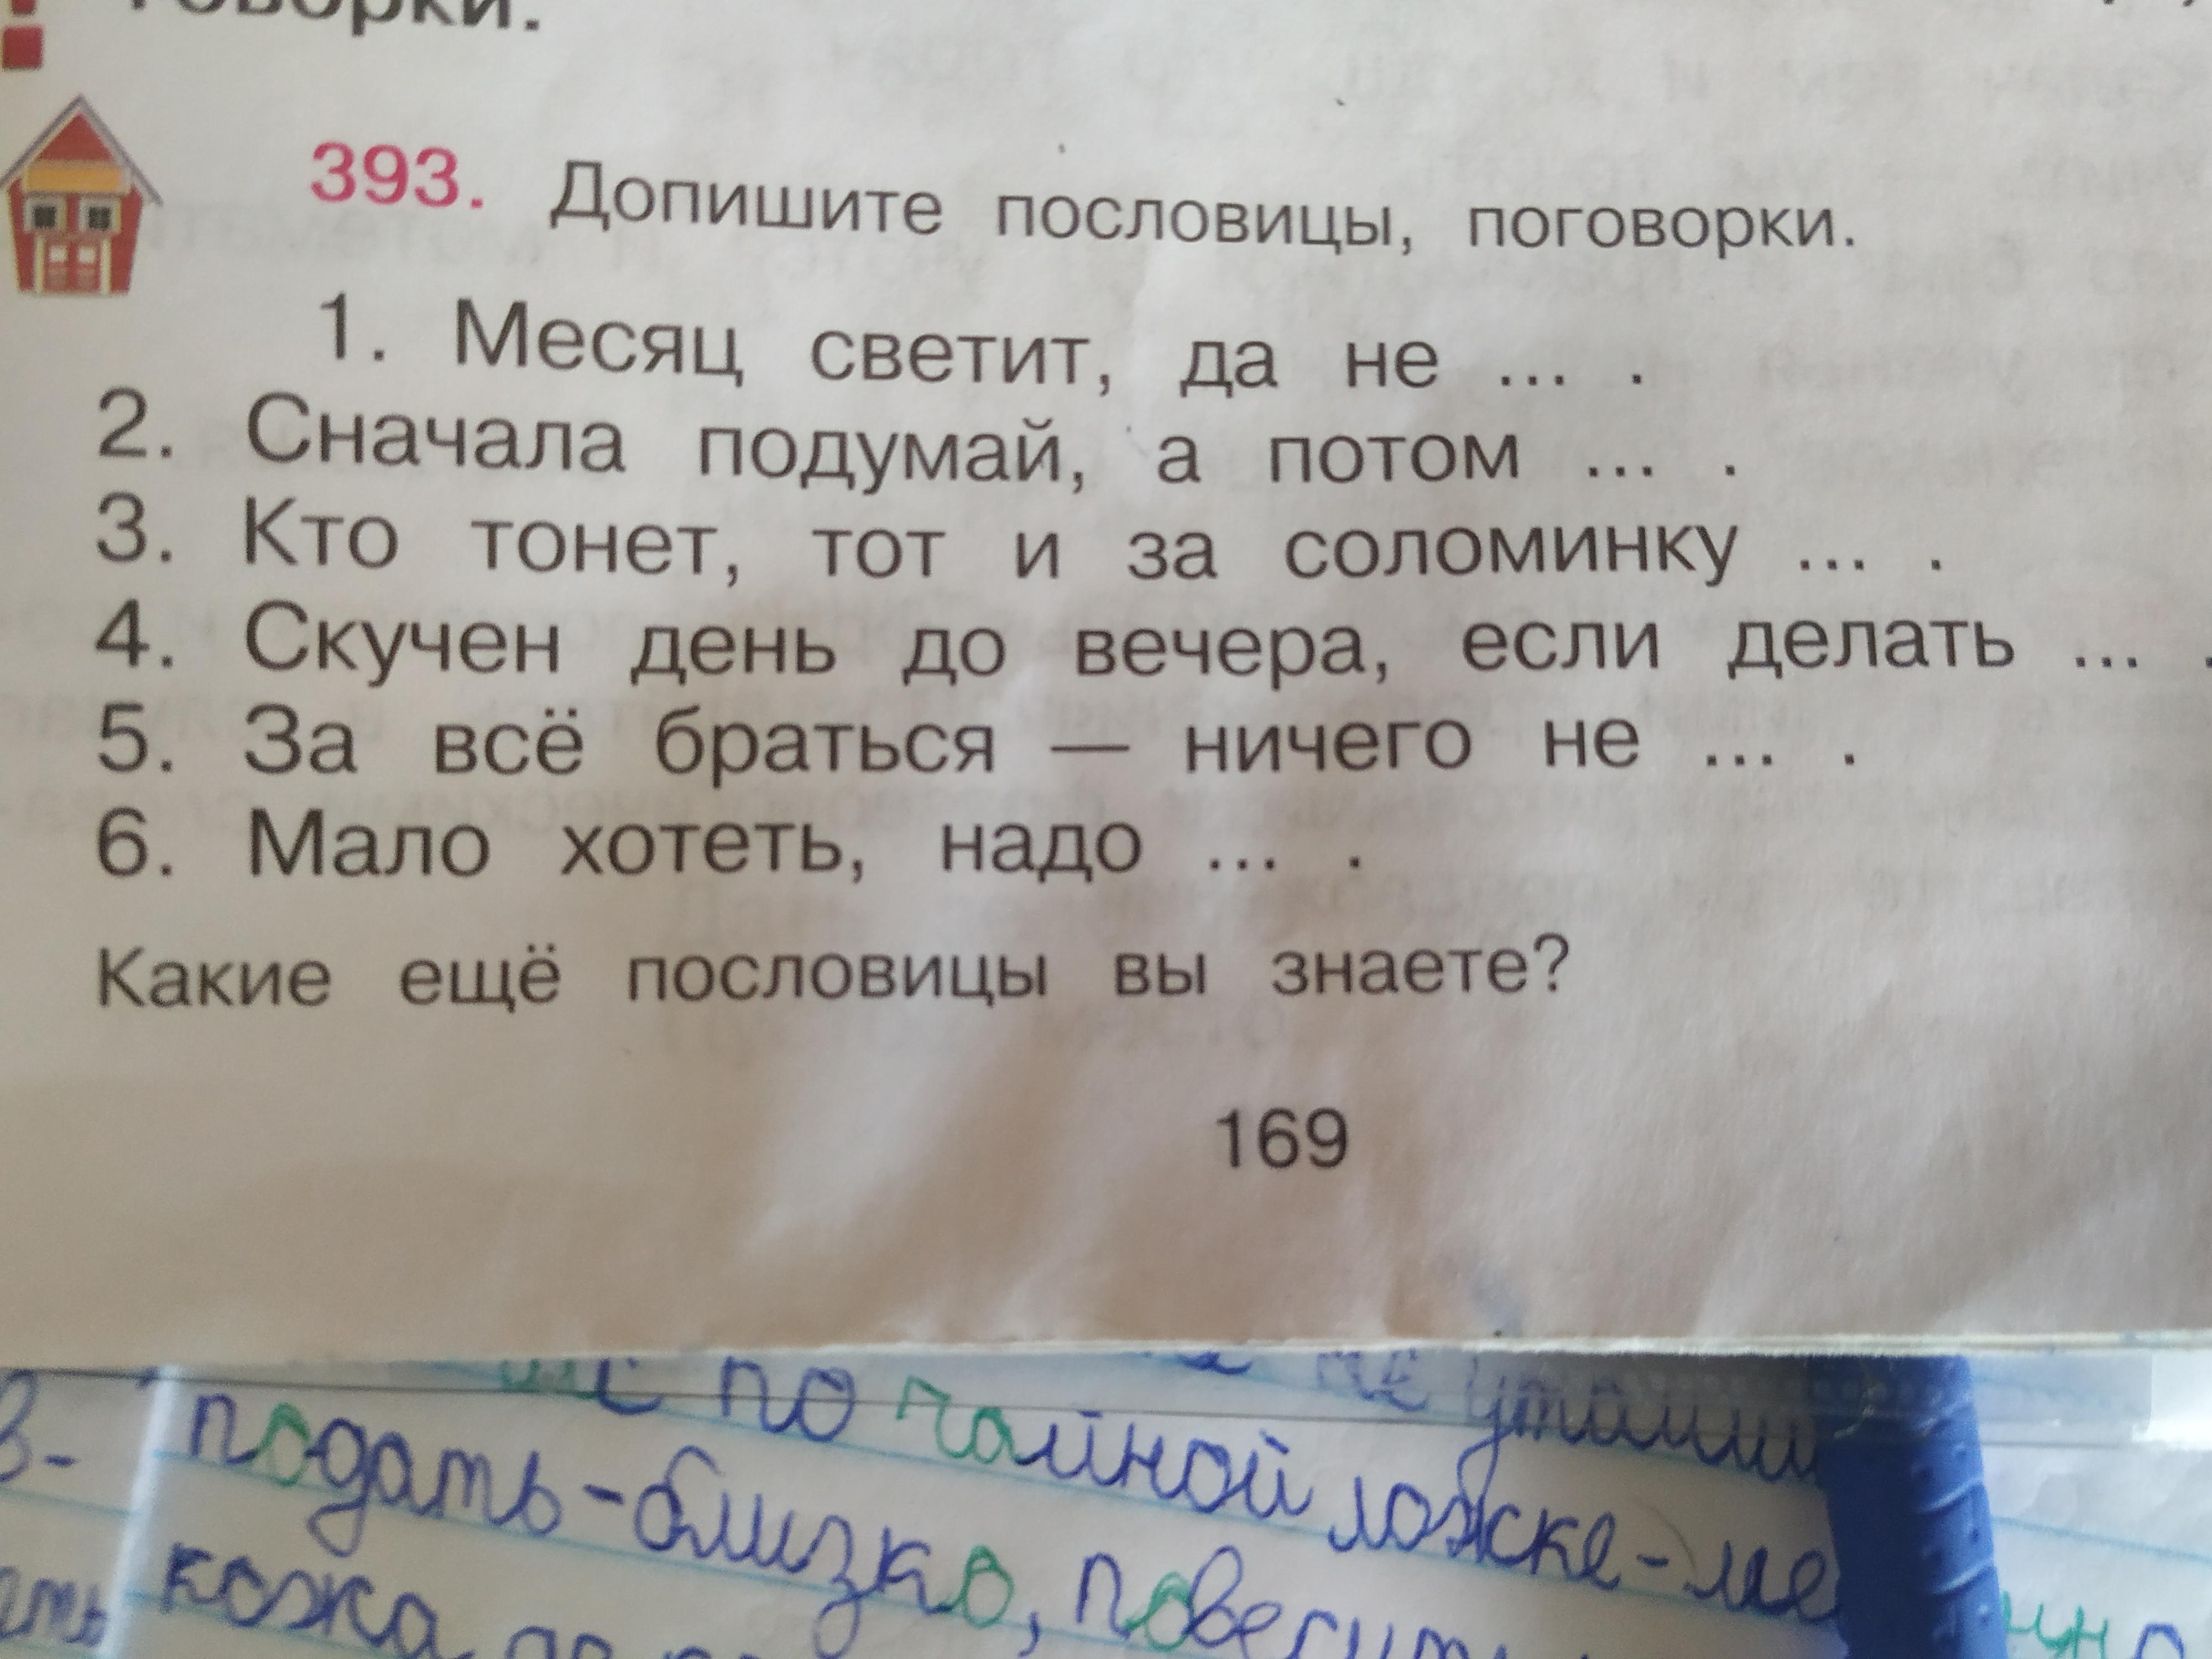 говорки.
393. Допишите пословицы, поговорки.
1. Месяц светит, да не ... .
2. Сначала подумай, а потом ... .
3. Кто тонет, тот и за соломинку ... .
4. Скучен день до вечера, если делать ... .
5. За всё браться — ничего не ... .
6. Мало хотеть, надо ... .
Какие ещё пословицы вы знаете?
169
по чайной ложке-
в- подать-близко,
кожа